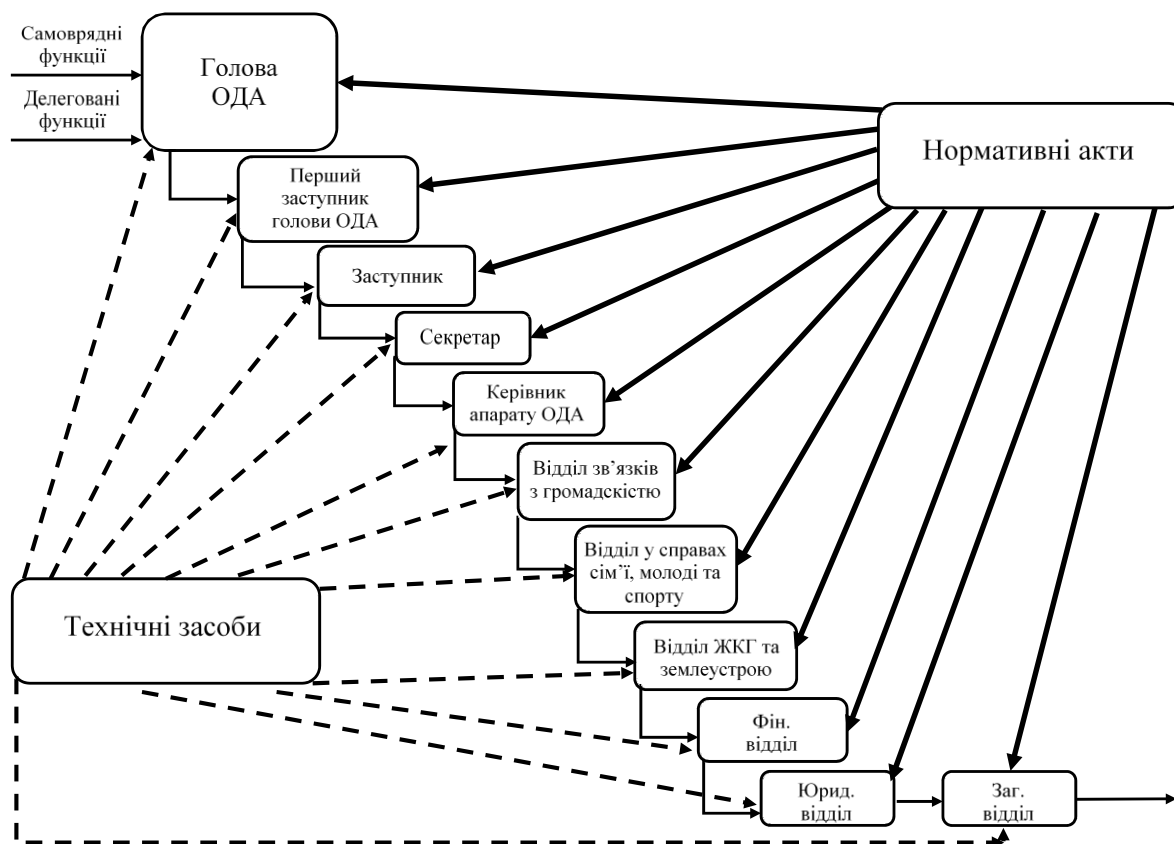 Самоврядні
функції
Делеговані
функції
Голова
ОДА
Нормативні акти
Перший
заступник
голови ОДА
Заступник
Секретар
Керівник
апарату ОДА
Відділ зв’язків
з громадскістю
Відділ у справах
сім’ї, молоді та
спорту
Технічні засоби
Відділ ЖКГ та
землеустрою
Фін.
відділ
Юрид.
відділ
Заг.
відділ